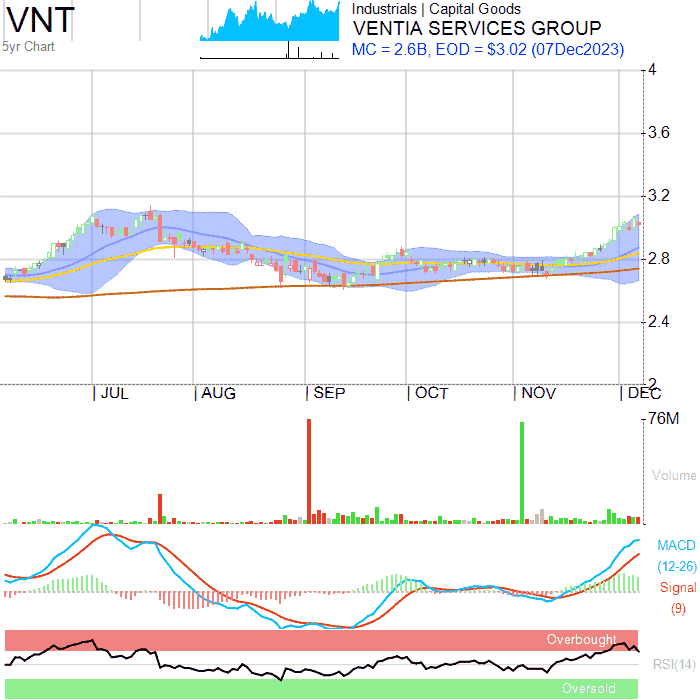 VNT
5yr Chart
Industrials | Capital Goods
VENTIA SERVICES GROUP
MC = 2.6B, EOD = $3.02 (07Dec2023)
4
3.6
3.2
2.8
2.4
2
JUL AUG SEP OCT NOV DEC
76M
Volume
MACD
(12-26)
Signal
(9)
Overbought
RSI(14)
Oversold